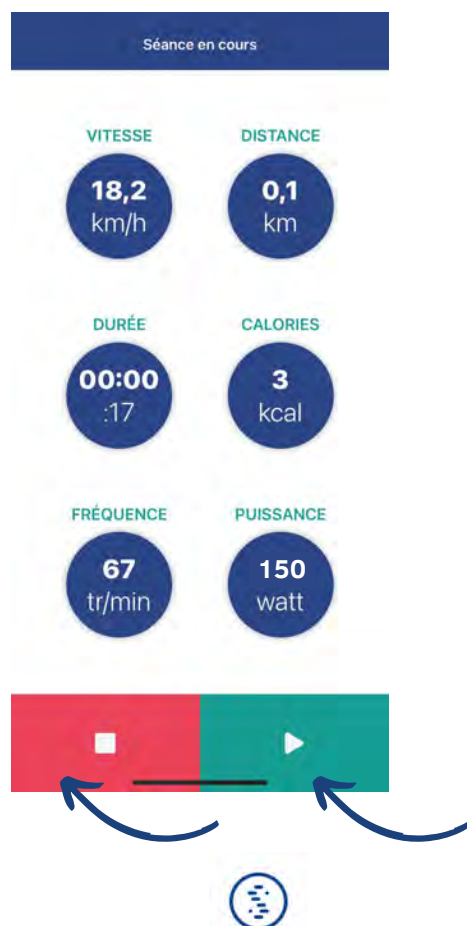 Séance en cours
VITESSE
DISTANCE
18,2
km/h
0,1
km
DURÉE
CALORIES
00:00
:17
3
kcal
FRÉQUENCE
PUISSANCE
67
tr/min
150
watt